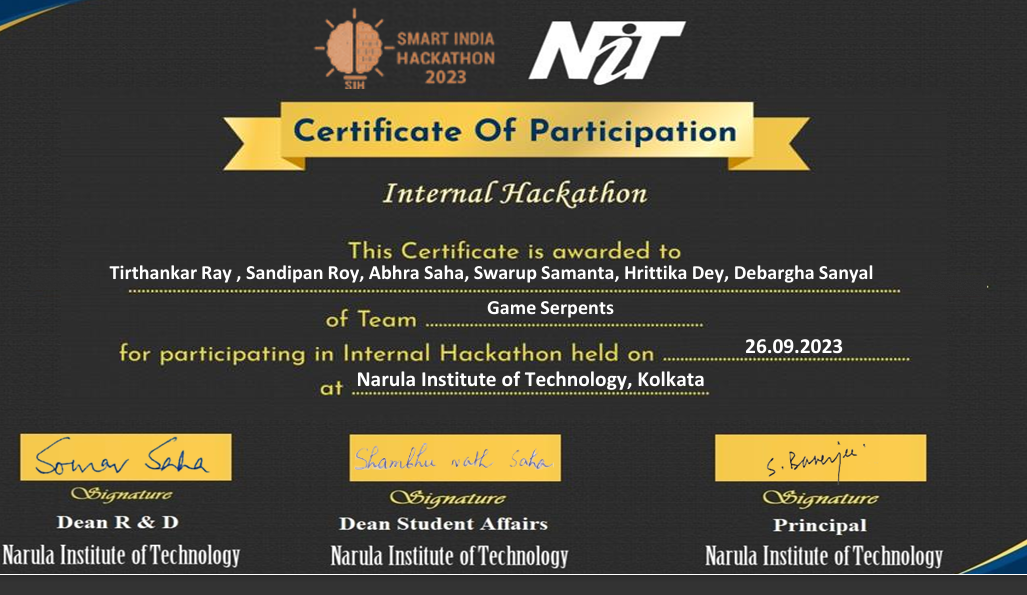 SMART INDIA
HACKATHON
2023
SIH
NiT
Certificate Of Participation
Internal Hackathon
This Certificate is awarded to
Tirthankar Ray , Sandipan Roy, Abhra Saha, Swarup Samanta, Hrittika Dey, Debargha Sanyal
of Team Game Serpents
for participating in Internal Hackathon held on 26.09.2023
at Narula Institute of Technology, Kolkata
Sourav Saha Shambhu nath Saha S. Banerjee
Signature Signature Signature
Dean R & D Dean Student Affairs Principal
Narula Institute of Technology Narula Institute of Technology Narula Institute of Technology